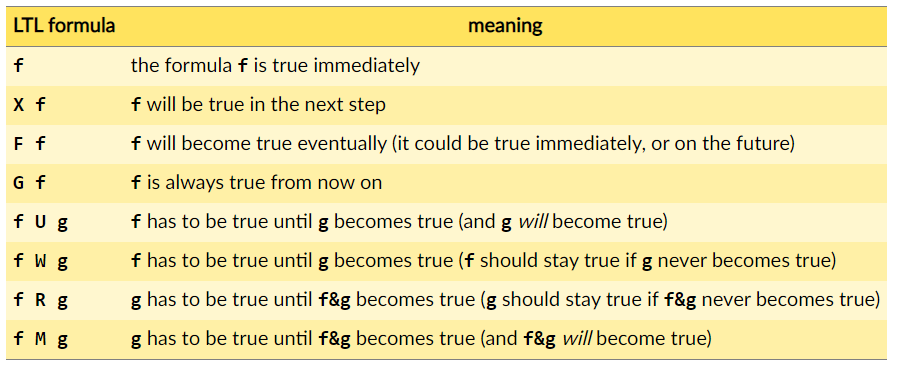 LTL formula meaning
f the formula f is true immediately
X f f will be true in the next step
F f f will become true eventually (it could be true immediately, or on the future)
G f f is always true from now on
f U g f has to be true until g becomes true (and g will become true)
f W g f has to be true until g becomes true (f should stay true if g never becomes true)
f R g g has to be true until f&g becomes true (g should stay true if f&g never becomes true)
f M g g has to be true until f&g becomes true (and f&g will become true)